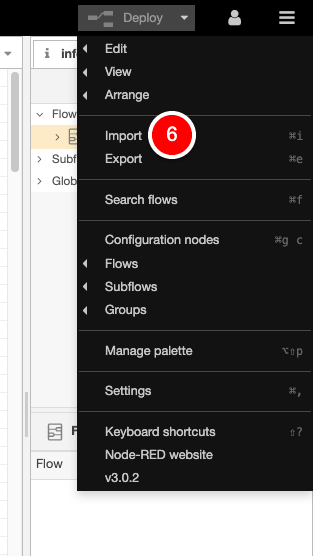 Deploy
info
Edit
View
Arrange
Flow
Import 6 ⌘i
Export ⌘e
Subf
Glob
Search flows ⌘f
Configuration nodes ⌘g c
Flows
Subflows
Groups
Manage palette ⌥⇧p
Settings ⌘,
Keyboard shortcuts ⇧?
Node-RED website
v3.0.2
Flow